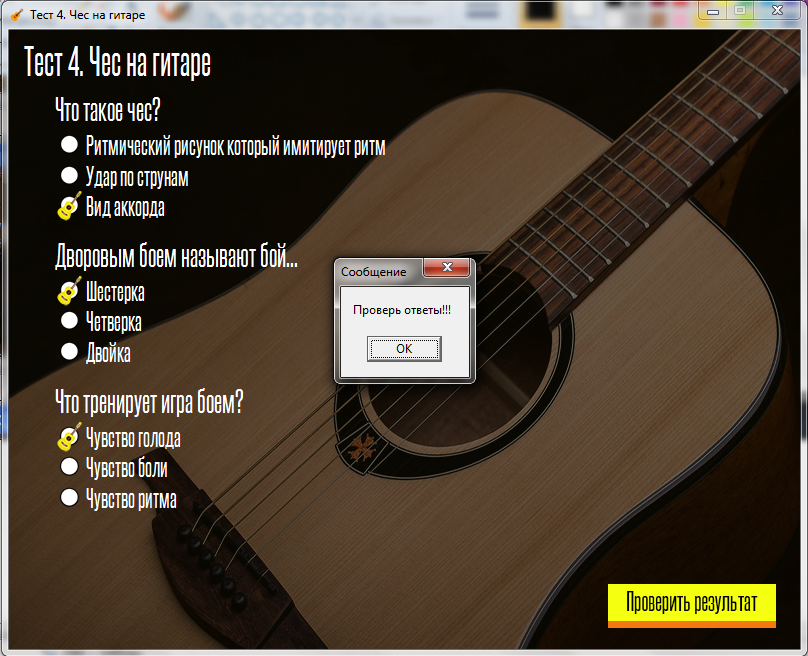 Тест 4. Чес на гитаре
Тест 4. Чес на гитаре
Что такое чес?
Ритмический рисунок который имитирует ритм
Удар по струнам
Вид аккорда
Дворовым боем называют бой...
Шестерка
Четверка
Двойка
Сообщение
Проверь ответы!!!
OK
Что тренирует игра боем?
Чувство голода
Чувство боли
Чувство ритма
Проверить результат